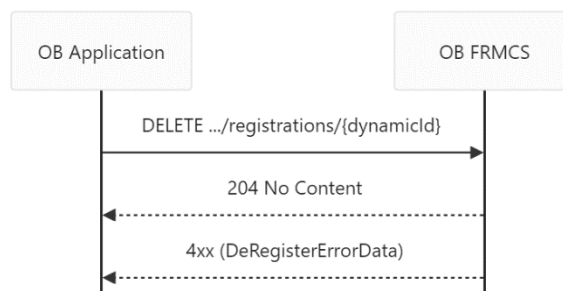 OB Application
OB FRMCS
DELETE .../registrations/{dynamicId}
204 No Content
4xx (DeRegisterErrorData)